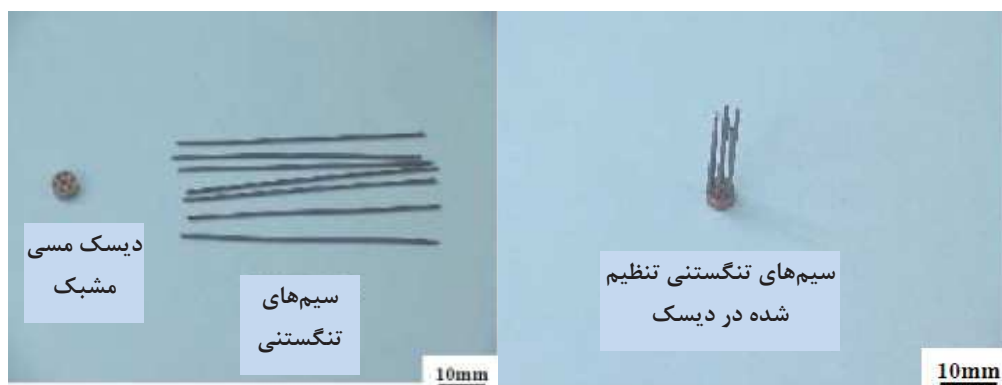 دیسک مسی
مشبک
سیم‌های
تنگستنی
10mm
سیم‌های تنگستنی تنظیم
شده در دیسک
10mm